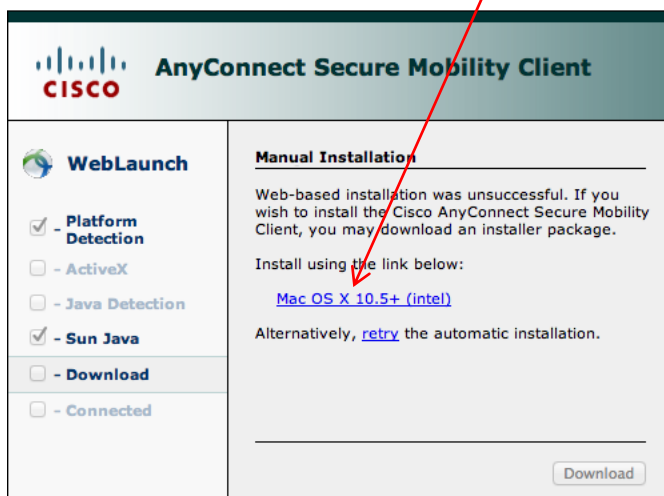 CISCO
AnyConnect Secure Mobility Client
WebLaunch
- Platform
Detection
- ActiveX
- Java Detection
- Sun Java
- Download
- Connected
Manual Installation
Web-based installation was unsuccessful. If you
wish to install the Cisco AnyConnect Secure Mobility
Client, you may download an installer package.
Install using the link below:
Mac OS X 10.5+ (intel)
Alternatively, retry the automatic installation.
Download